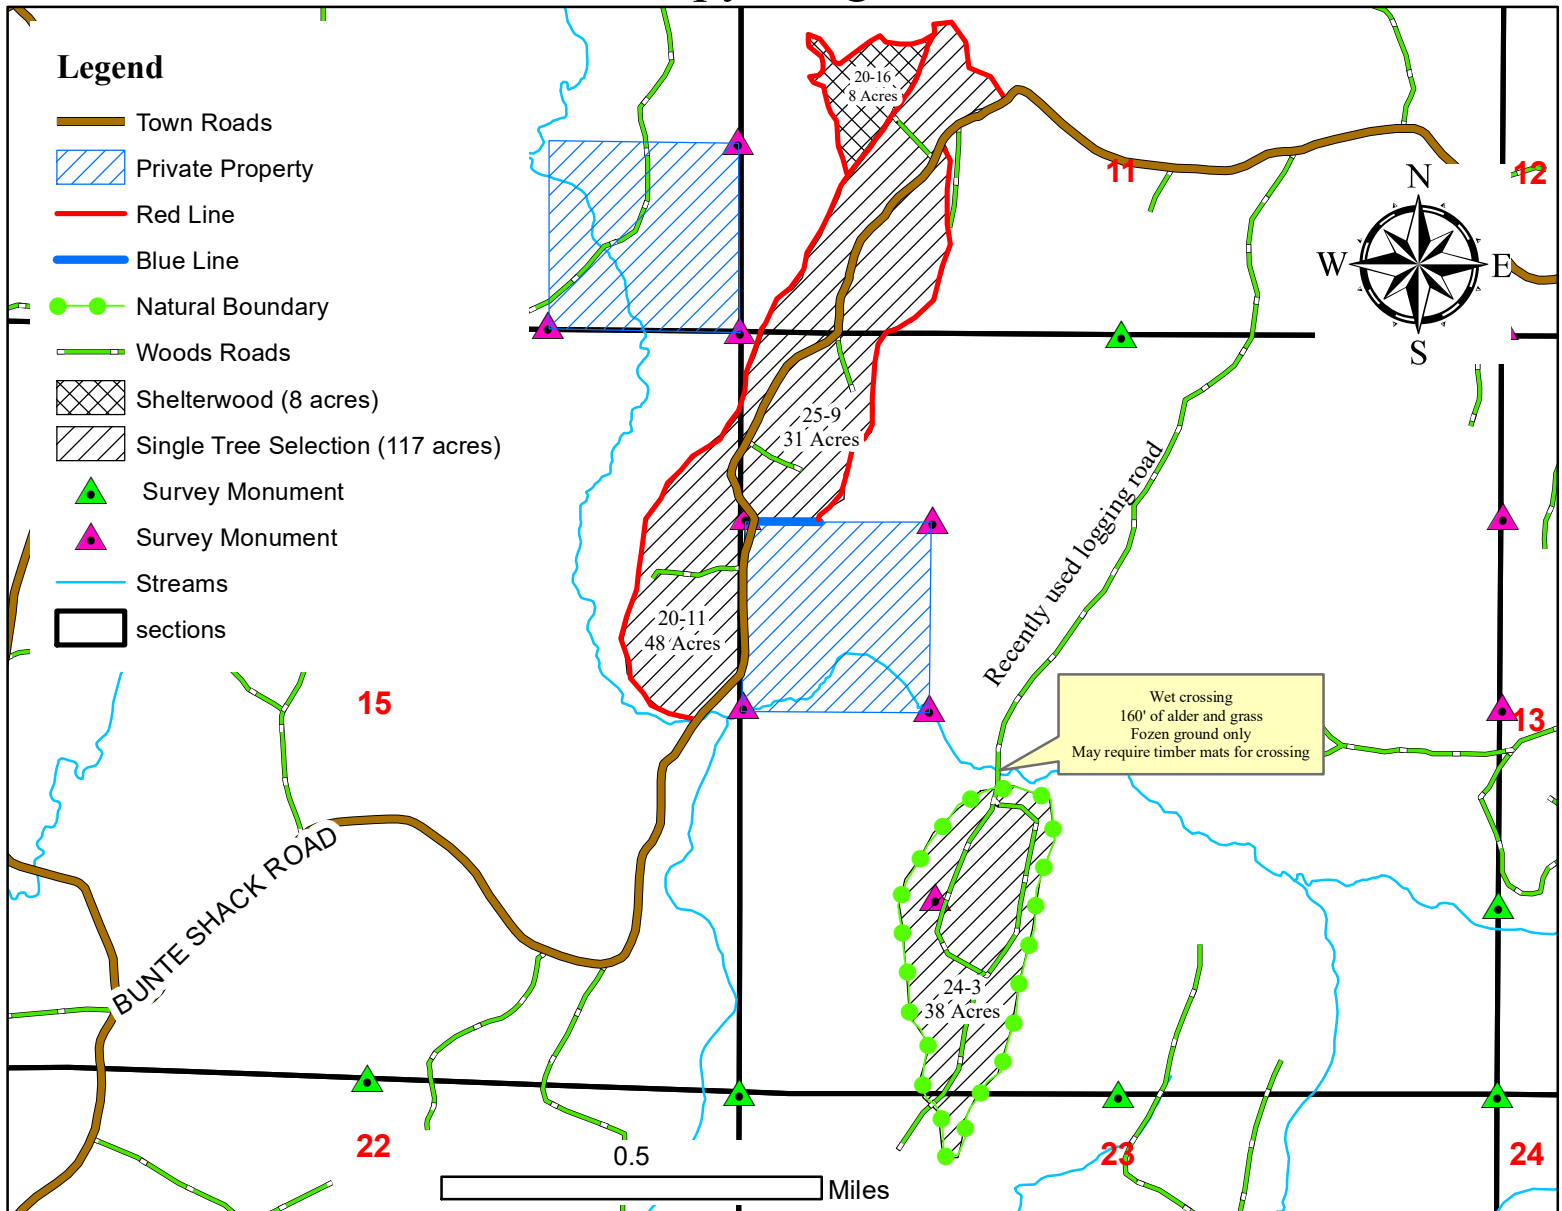 Legend
Town Roads
Private Property
Red Line
Blue Line
Natural Boundary
Woods Roads
Shelterwood (8 acres)
Single Tree Selection (117 acres)
Survey Monument
Survey Monument
Streams
sections
20-16
8 Acres
11
12
N
W
E
S
25-9
31 Acres
Recently used logging road
20-11
48 Acres
15
Wet crossing
160' of alder and grass
Fozen ground only
May require timber mats for crossing
13
BUNTE SHACK ROAD
24-3
38 Acres
22
0.5
Miles
23
24